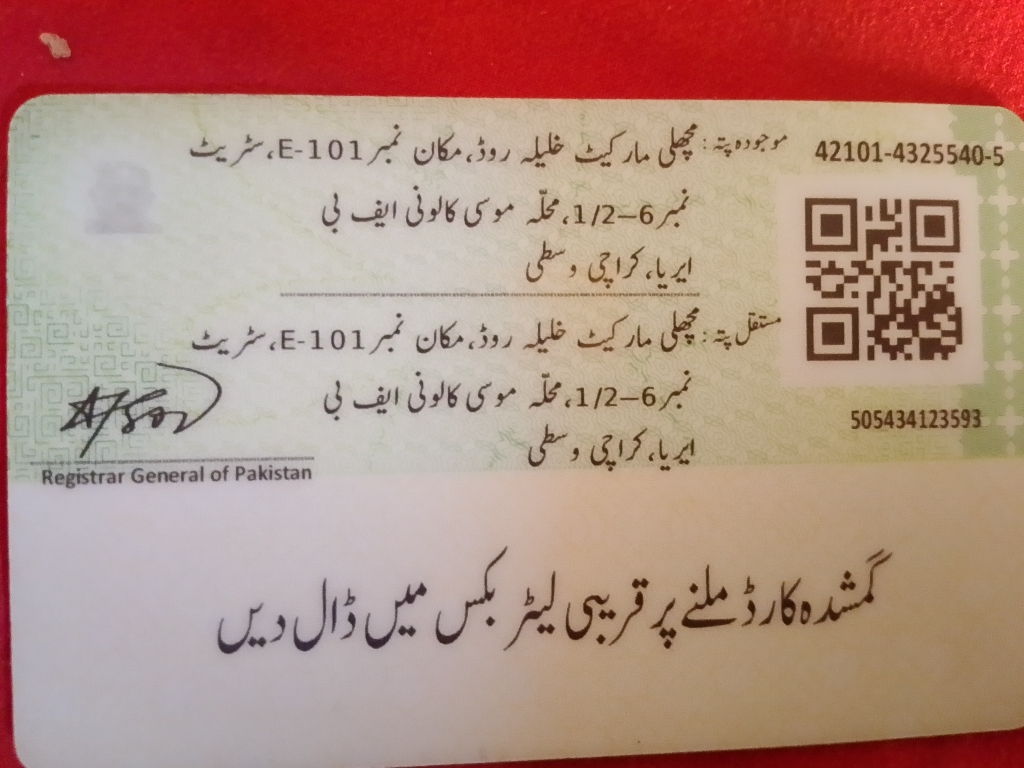 42101-4325540-5
موجودہ پتہ: مچھلی مارکیٹ خلیلہ روڈ، مکان نمبر E-101، سٹریٹ
نمبر 6–1/2، محلّہ موسی کالونی ایف بی
ایریا، کراچی وسطی
مستقل پتہ: مچھلی مارکیٹ خلیلہ روڈ، مکان نمبر E-101، سٹریٹ
نمبر 6–1/2، محلّہ موسی کالونی ایف بی
ایریا، کراچی وسطی
505434123593
Registrar General of Pakistan
گمشدہ کارڈ ملنے پر قریبی لیٹر بکس میں ڈال دیں